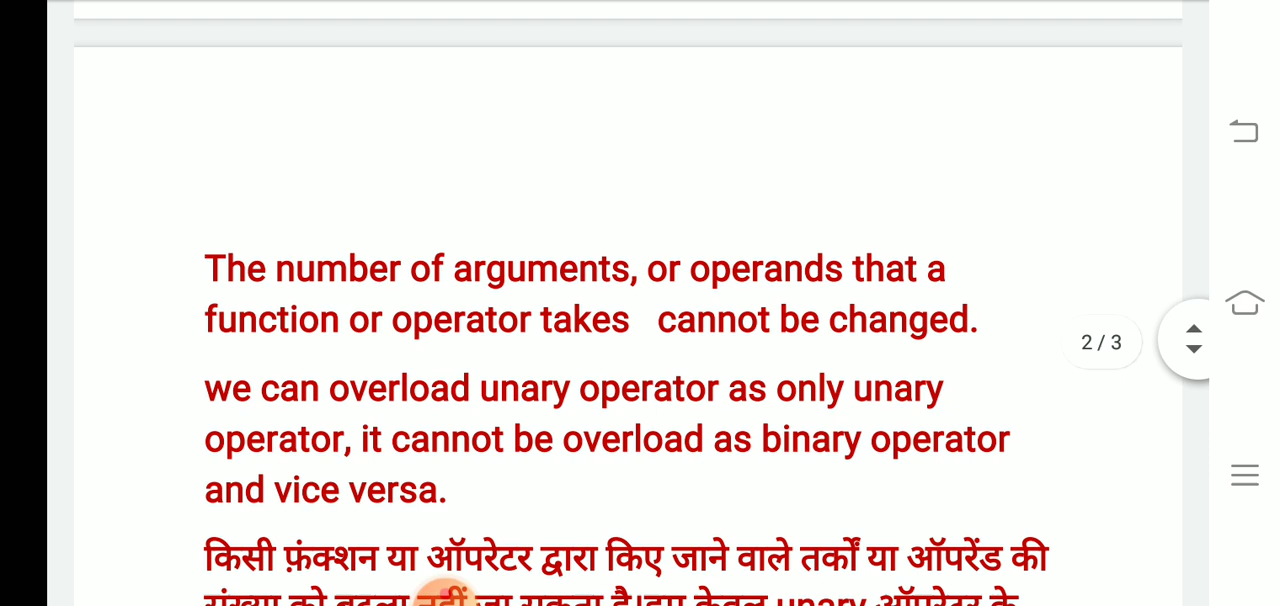 The number of arguments, or operands that a
function or operator takes cannot be changed.
we can overload unary operator as only unary
operator, it cannot be overload as binary operator
and vice versa.
किसी फ़ंक्शन या ऑपरेटर द्वारा किए जाने वाले तर्कों या ऑपरेंड की
2 / 3